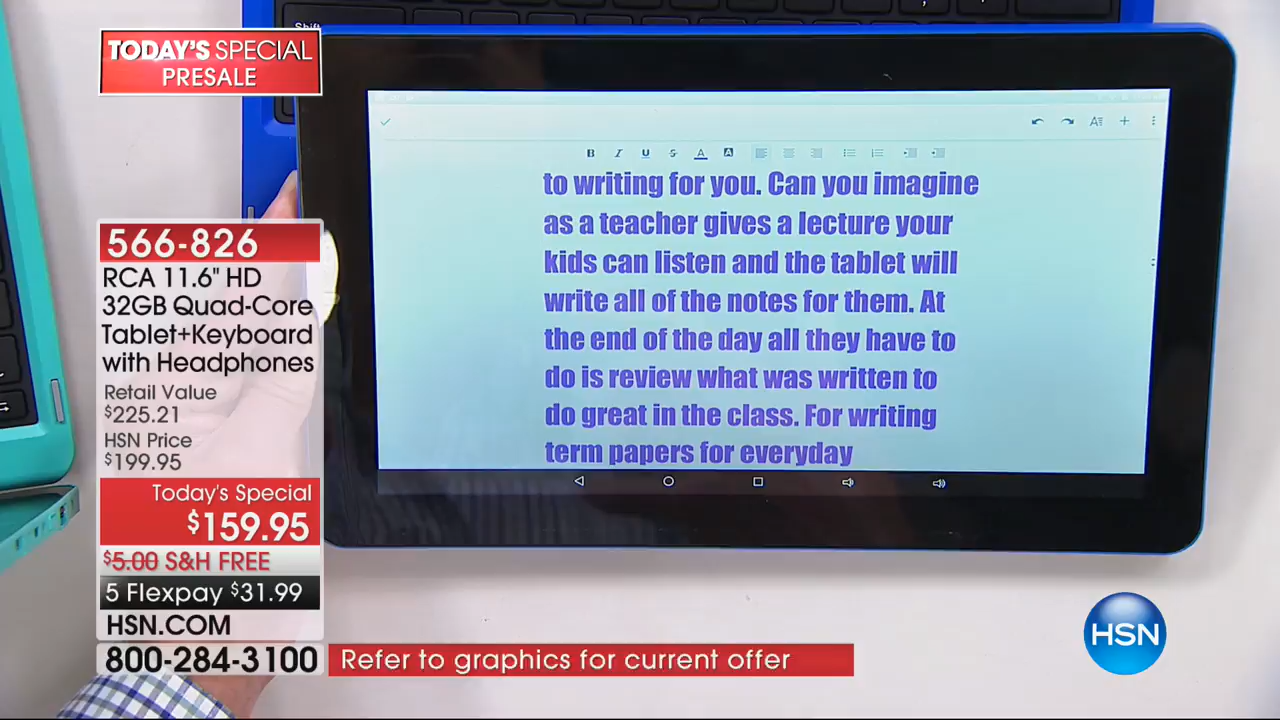 Shift
TODAY'S SPECIAL
PRESALE
566-826
RCA 11.6" HD
32GB Quad-Core
Tablet+Keyboard
with Headphones
Retail Value
$225.21
HSN Price
$199.95
Today's Special
$159.95
$5.00 S&H FREE
5 Flexpay $31.99
HSN.COM
800-284-3100
Refer to graphics for current offer
B I U S A A
to writing for you. Can you imagine
as a teacher gives a lecture your
kids can listen and the tablet will
write all of the notes for them. At
the end of the day all they have to
do is review what was written to
do great in the class. For writing
term papers for everyday
HSN